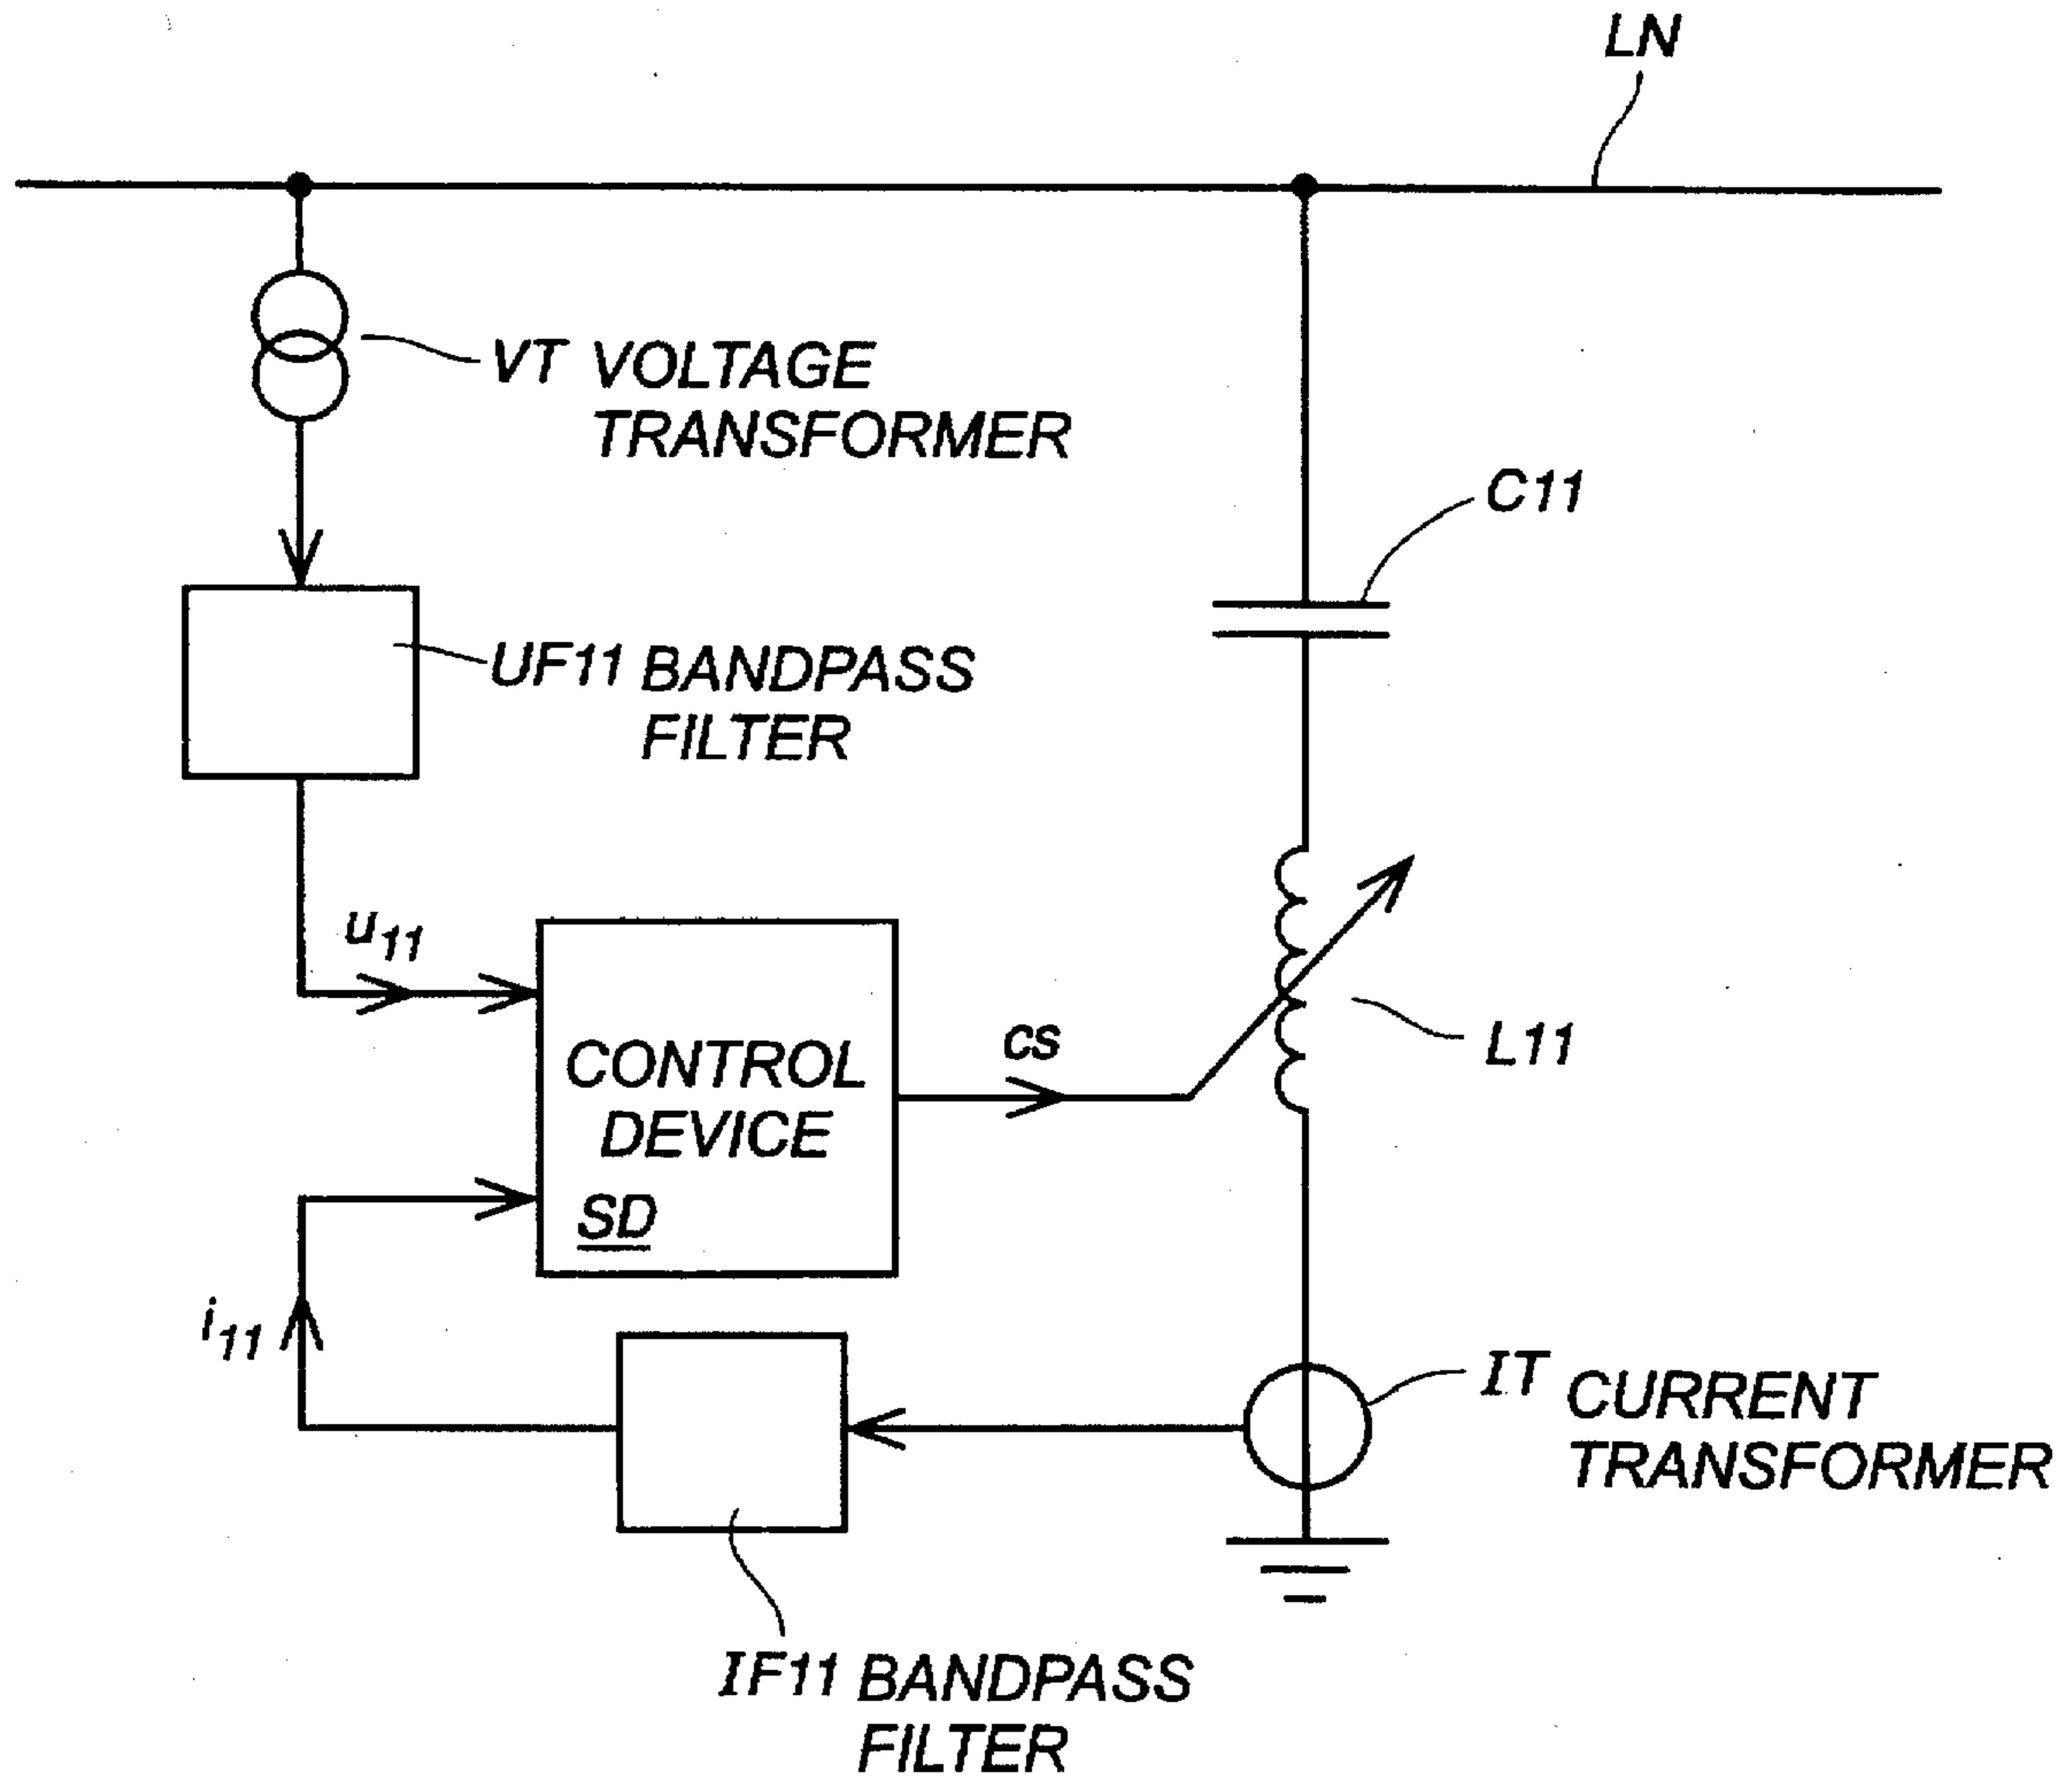 LN
VT VOLTAGE
TRANSFORMER
C11
UF11 BANDPASS
FILTER
u11
CONTROL
DEVICE
SD
cs
L11
i11
IT CURRENT
TRANSFORMER
IF11 BANDPASS
FILTER